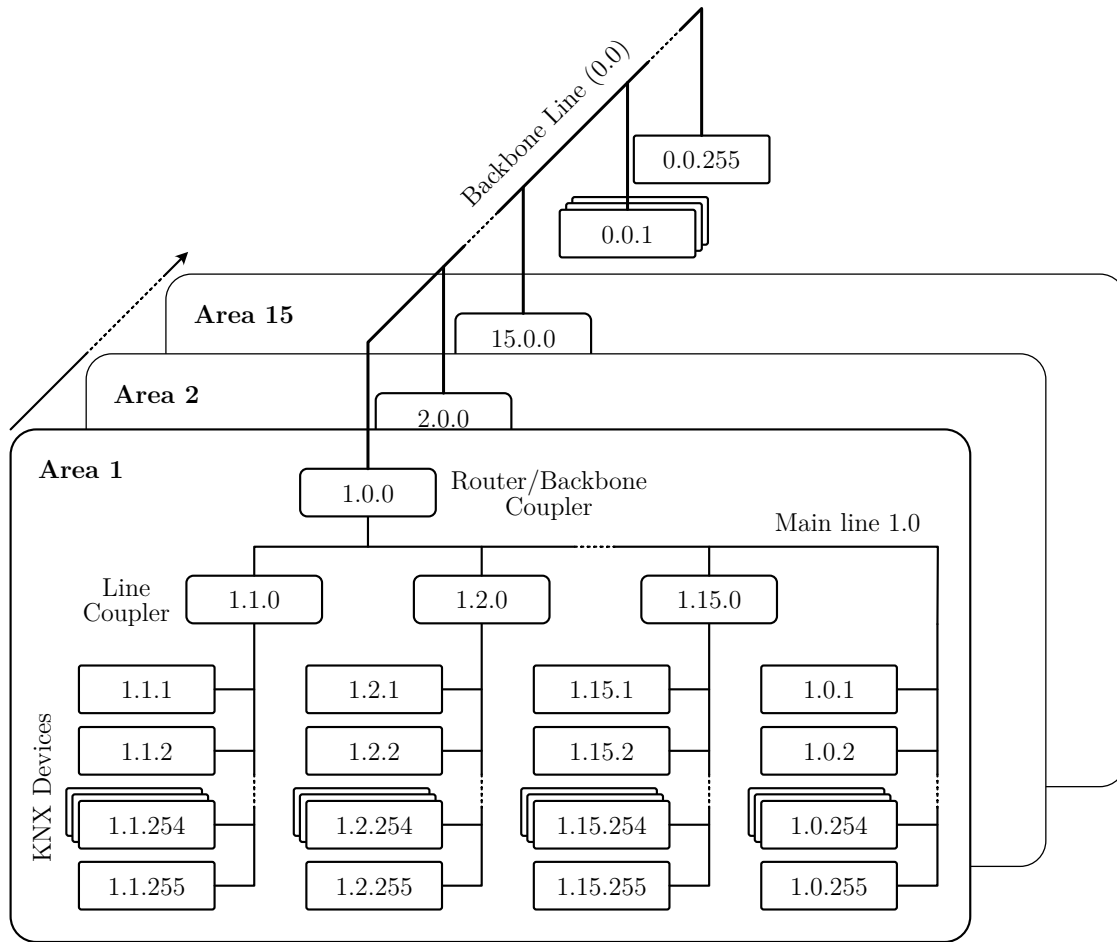 Backbone Line (0.0)
0.0.255
0.0.1
Area 15
15.0.0
Area 2
2.0.0
Area 1
1.0.0
Router/Backbone
Coupler
Main line 1.0
Line
Coupler
1.1.0
1.2.0
1.15.0
KNX Devices
1.1.1
1.2.1
1.15.1
1.0.1
1.1.2
1.2.2
1.15.2
1.0.2
1.1.254
1.2.254
1.15.254
1.0.254
1.1.255
1.2.255
1.15.255
1.0.255